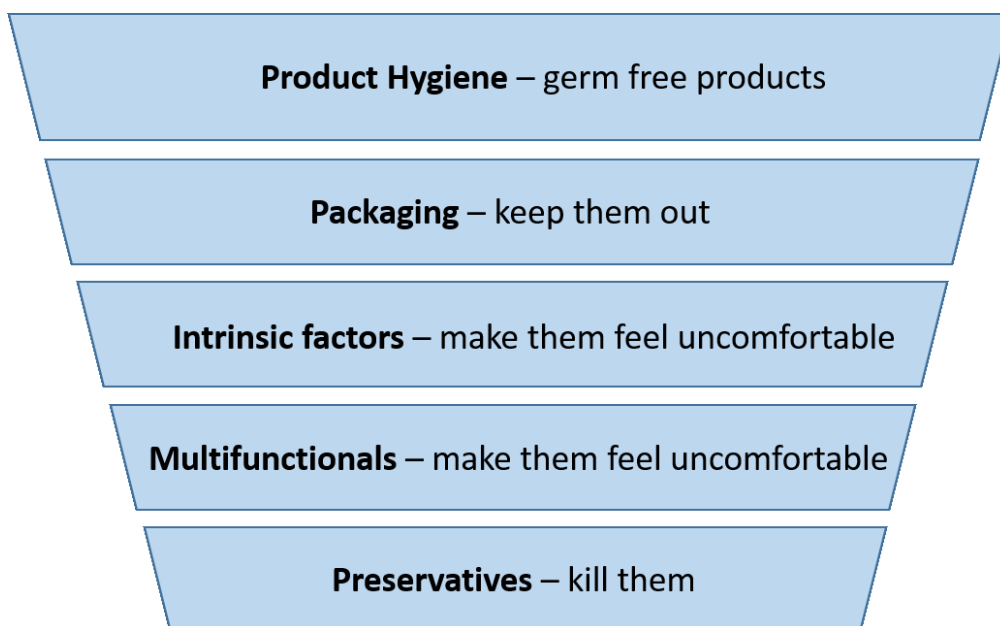 Product Hygiene – germ free products
Packaging – keep them out
Intrinsic factors – make them feel uncomfortable
Multifunctionals – make them feel uncomfortable
Preservatives – kill them